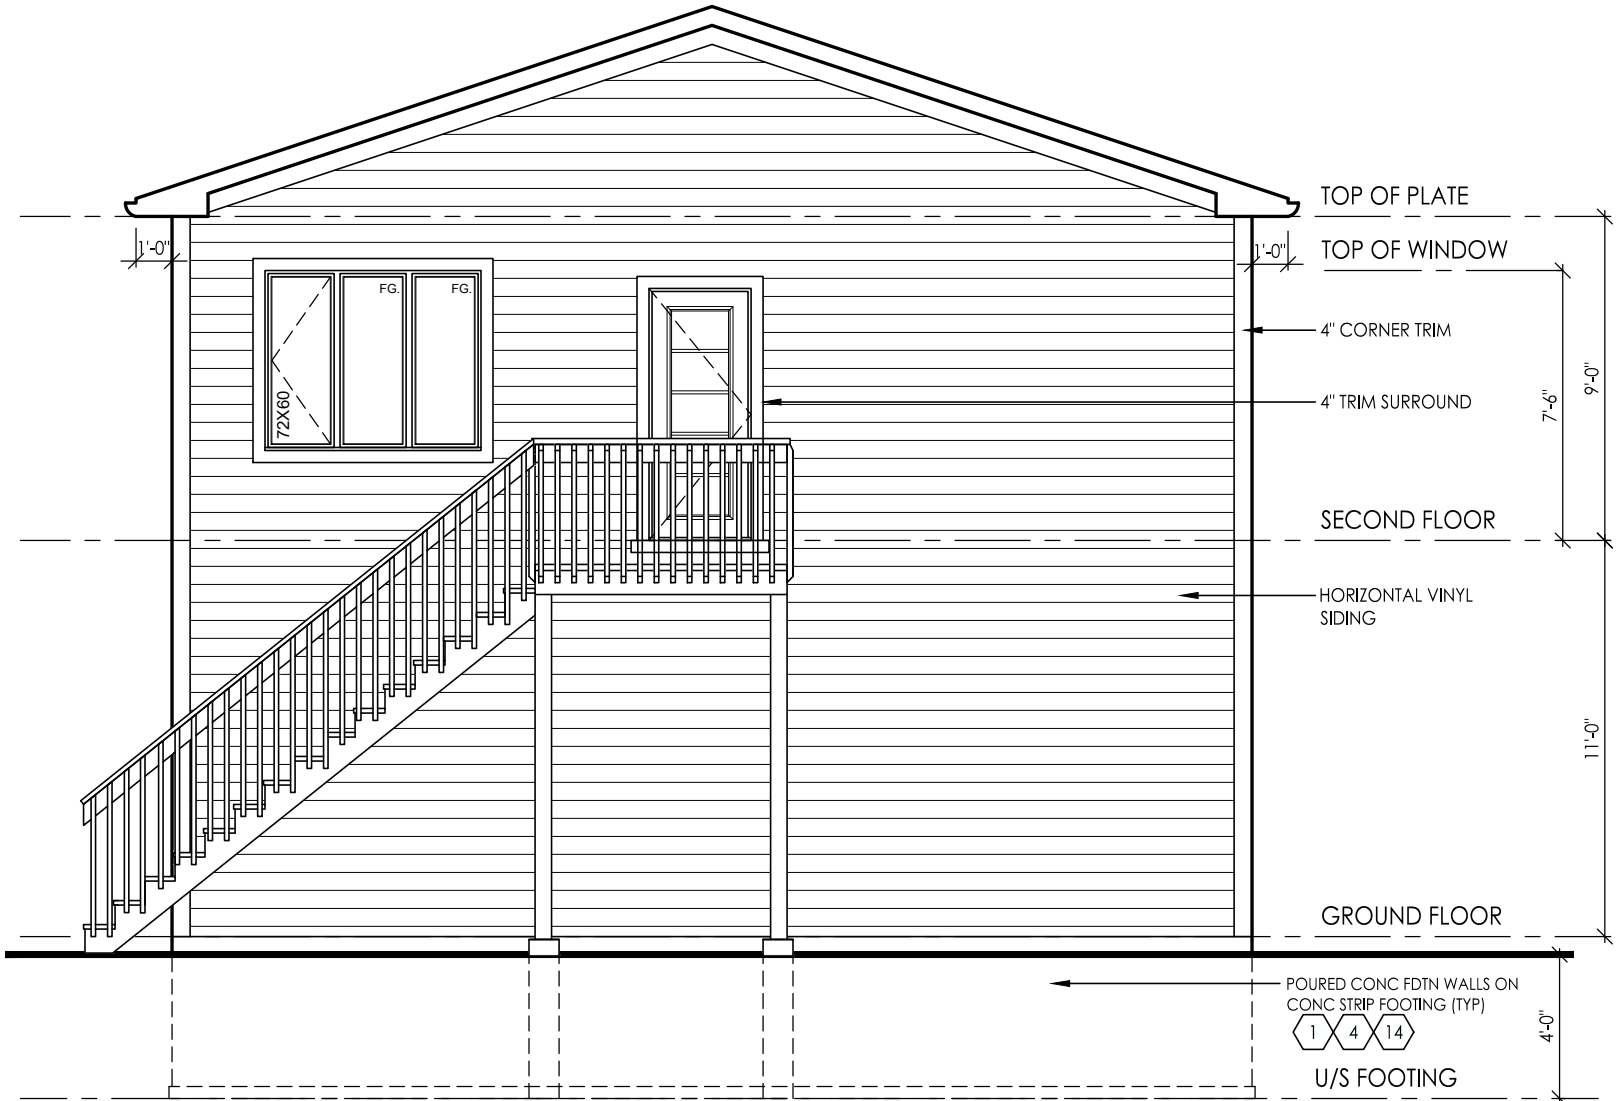 TOP OF PLATE
1'-0"
1'-0"
TOP OF WINDOW
FG.
FG.
72X60
4" CORNER TRIM
4" TRIM SURROUND
7'-6"
9'-0"
SECOND FLOOR
HORIZONTAL VINYL
SIDING
11'-0"
GROUND FLOOR
POURED CONC FDTN WALLS ON
CONC STRIP FOOTING (TYP)
1 4 14
4'-0"
U/S FOOTING